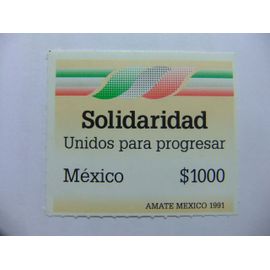 Solidaridad
Unidos para progresar
México $1000
AMATE MEXICO 1991